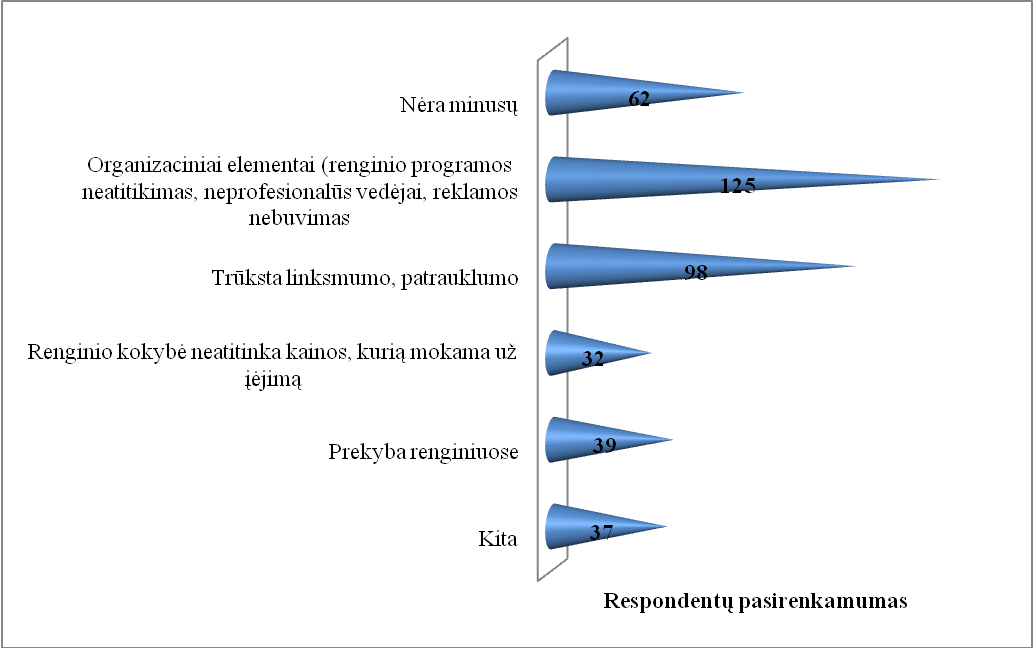 Nėra minusų
62
Organizaciniai elementai (renginio programos
neatitikimas, neprofesionalūs vedėjai, reklamos
nebuvimas
125
Trūksta linksmumo, patrauklumo
98
Renginio kokybė neatitinka kainos, kurią mokama už
įėjimą
32
Prekyba renginiuose
39
Kita
37
Respondentų pasirenkamumas